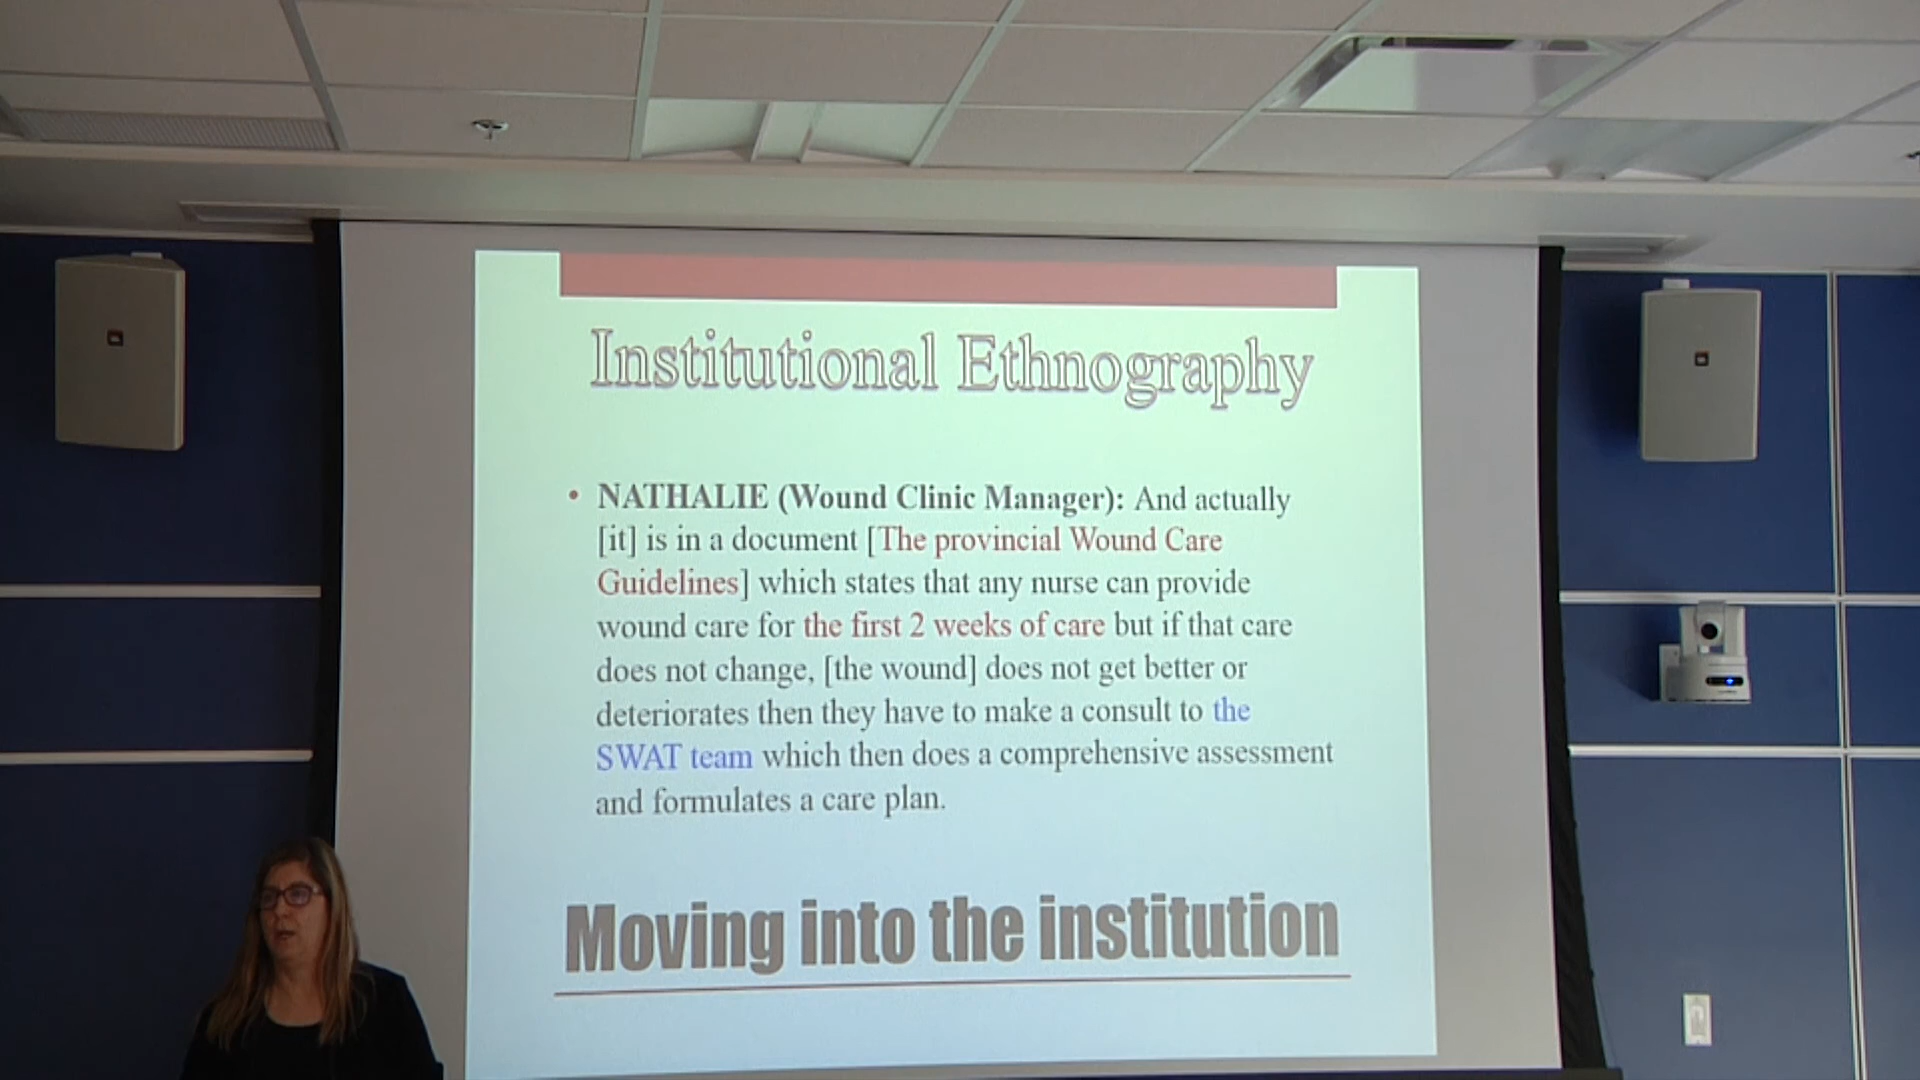 Institutional Ethnography
• NATHALIE (Wound Clinic Manager): And actually
[it] is in a document [The provincial Wound Care
Guidelines] which states that any nurse can provide
wound care for the first 2 weeks of care but if that care
does not change, [the wound] does not get better or
deteriorates then they have to make a consult to the
SWAT team which then does a comprehensive assessment
and formulates a care plan.
Moving into the institution